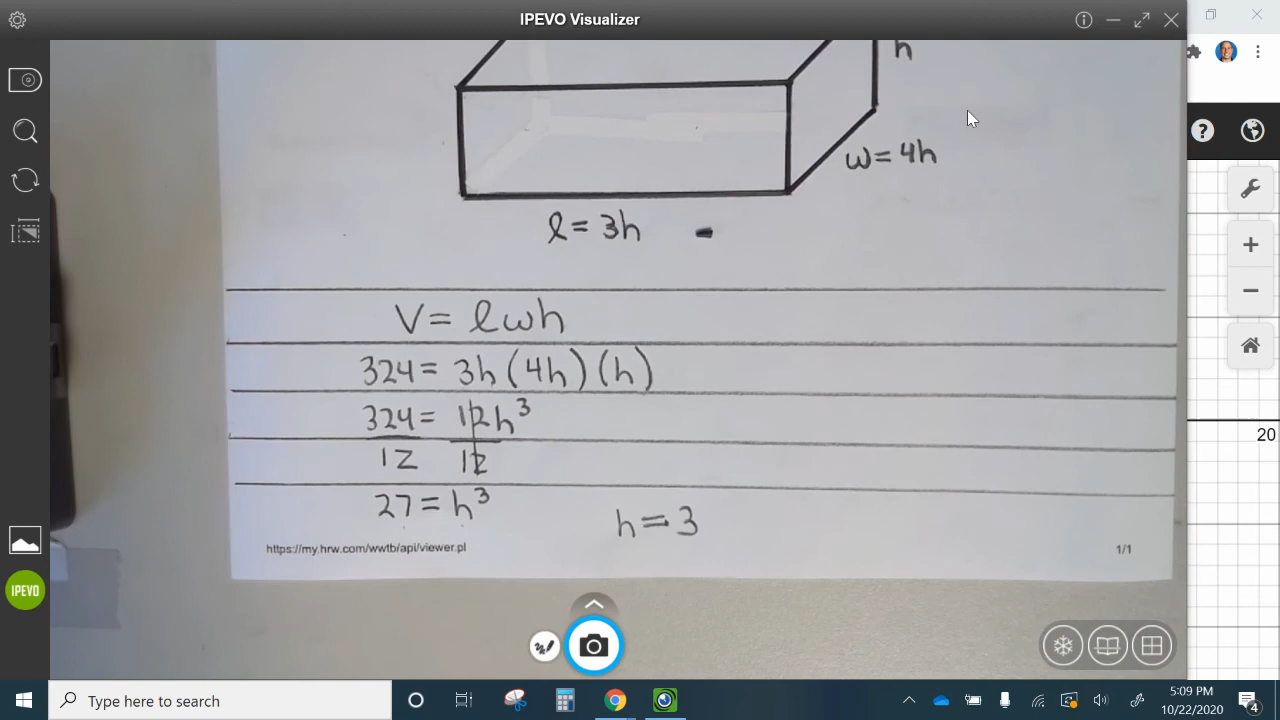 IPEVO Visualizer
h
w = 4h
l = 3h -
V = lwh
324 = 3h (4h) (h)
324 = 12h³
12 12
27 = h³
h = 3
https://my.hrw.com/wwtb/api/viewer.pl
1/1
20
IPEVO
Type here to search
5:09 PM
10/22/2020
4